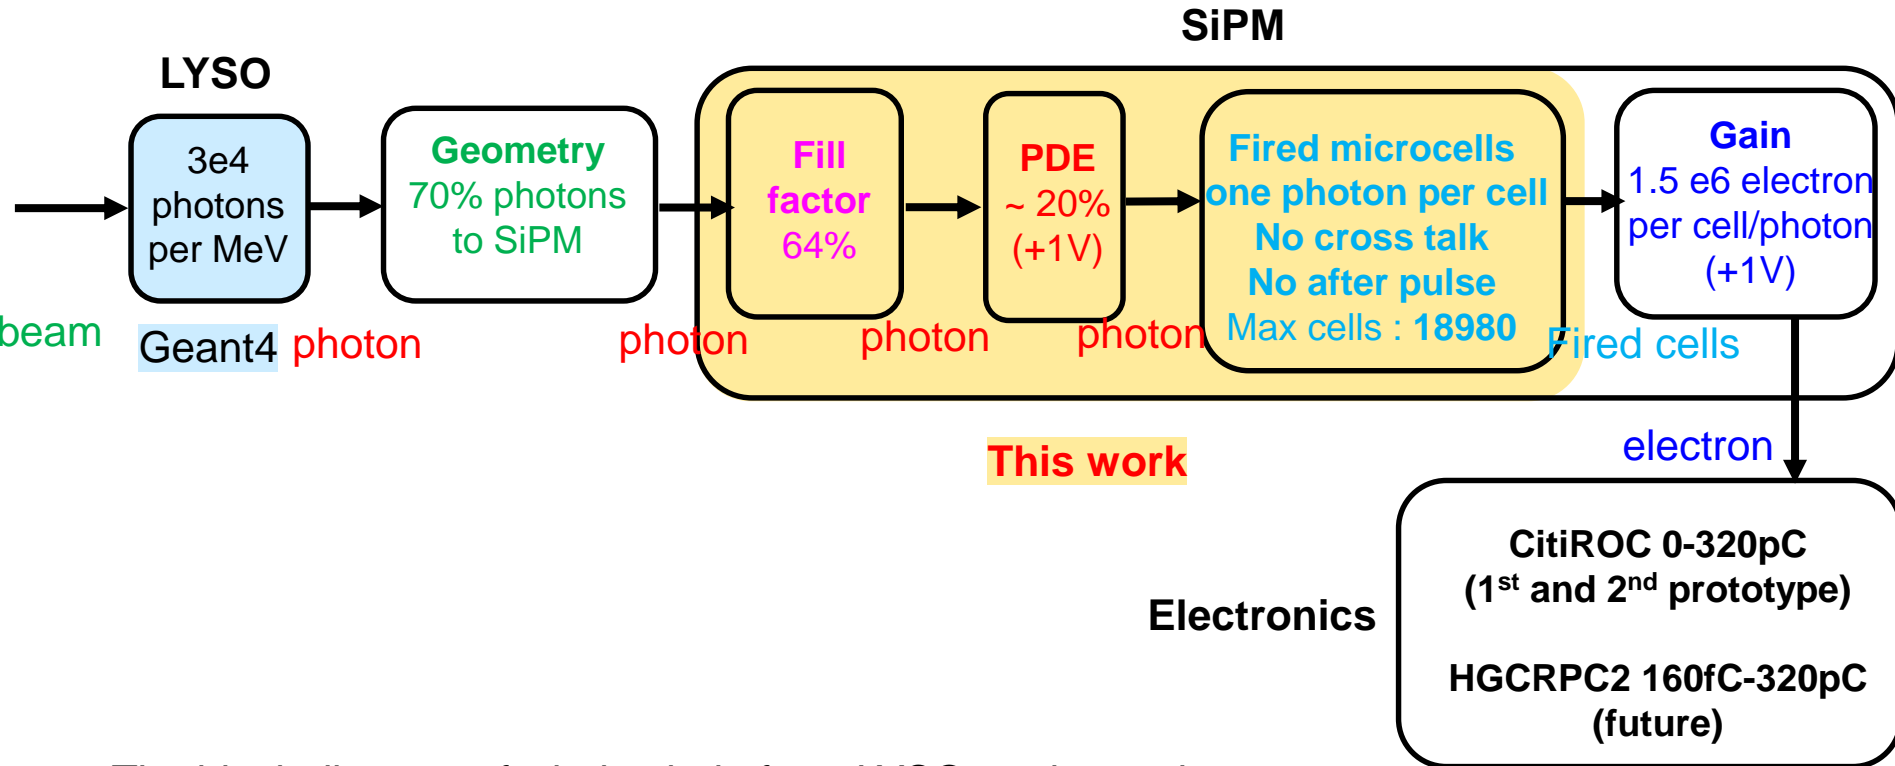 SiPM
LYSO
3e4
photons
per MeV
Geometry
70% photons
to SiPM
Fill
factor
64%
PDE
~ 20%
(+1V)
Fired microcells
one photon per cell
No cross talk
No after pulse
Max cells : 18980
Gain
1.5 e6 electron
per cell/photon
(+1V)
beam
Geant4
photon
photon
photon
photon
Fired cells
This work
electron
Electronics
CitiROC 0-320pC
(1st and 2nd prototype)
HGCRPC2 160fC-320pC
(future)